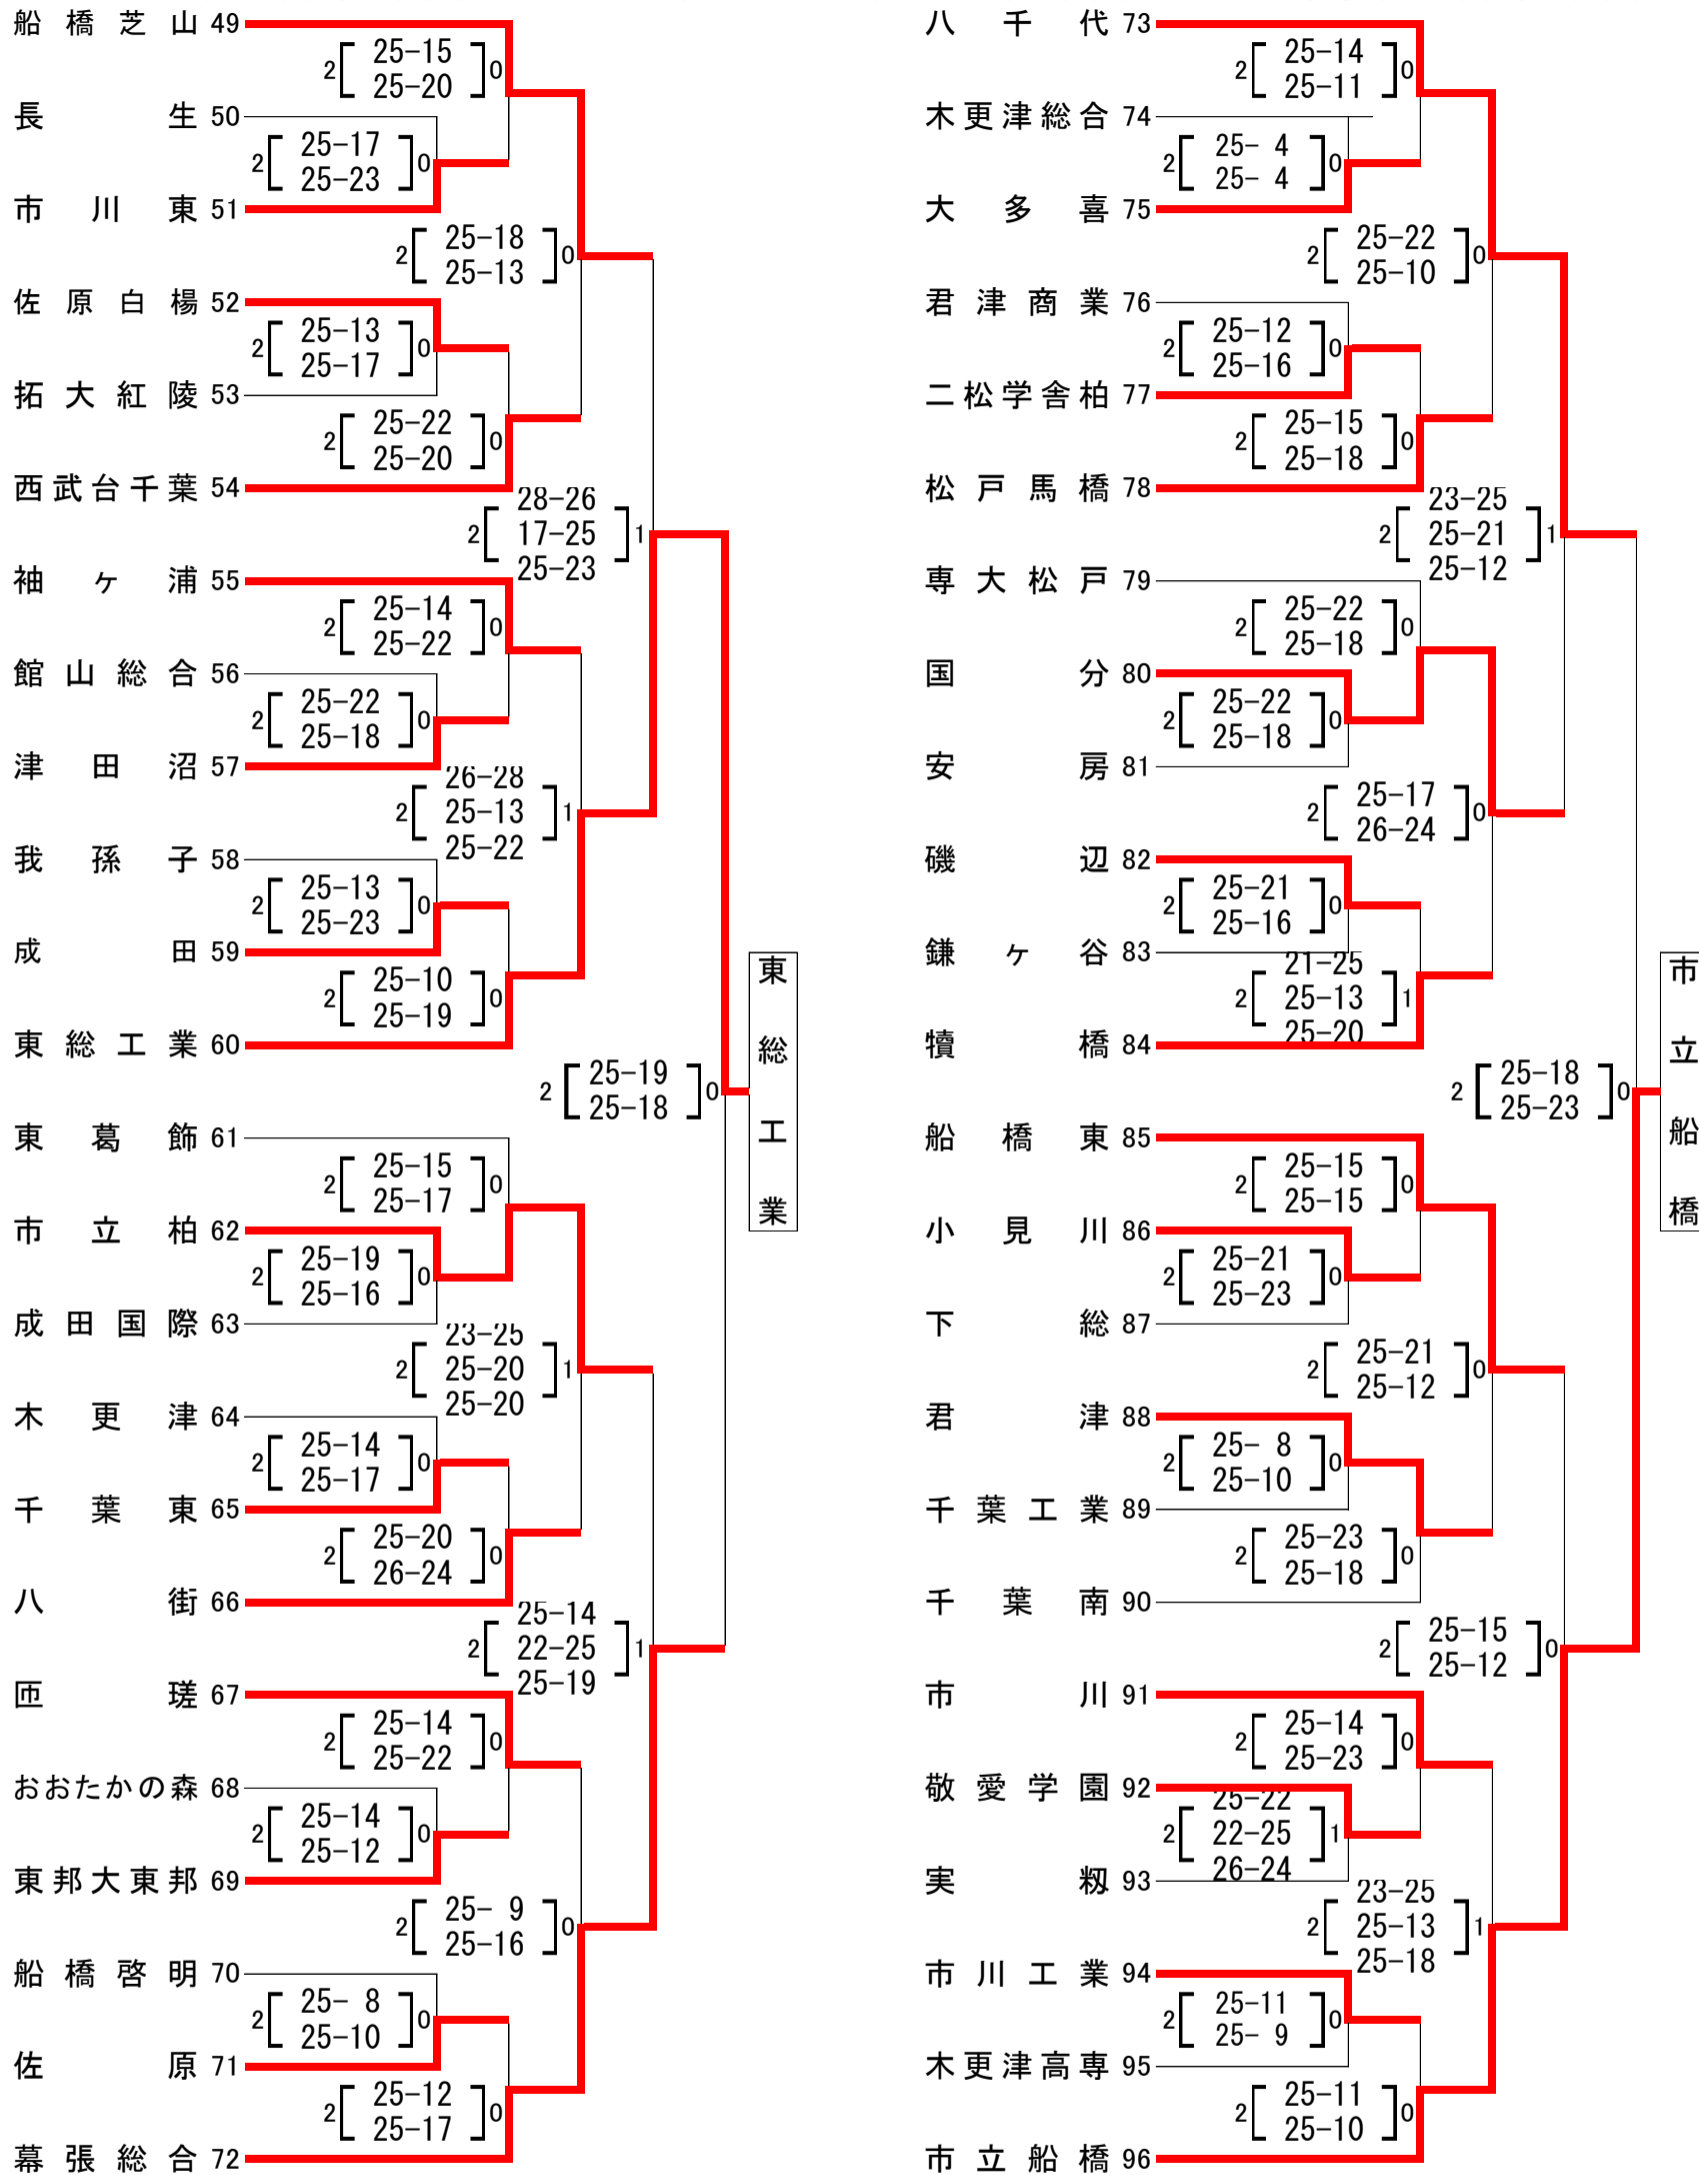 船橋芝山 49
2 25-15 0
25-20
長生 50
2 25-17 0
25-23
市川東 51
2 25-18 0
25-13
佐原白楊 52
2 25-13 0
25-17
拓大紅陵 53
2 25-22 0
25-20
西武台千葉 54
28-26
2 17-25 1
25-23
袖ヶ浦 55
2 25-14 0
25-22
館山総合 56
2 25-22 0
25-18
津田沼 57
26-28
2 25-13 1
25-22
我孫子 58
2 25-13 0
25-23
成田 59
2 25-10 0
25-19
東総工業 60
2 25-19 0
25-18
東葛飾 61
2 25-15 0
25-17
市立柏 62
2 25-19 0
25-16
成田国際 63
23-25
2 25-20 1
25-20
木更津 64
2 25-14 0
25-17
千葉東 65
2 25-20 0
26-24
八街 66
25-14
2 22-25 1
25-19
匝瑳 67
2 25-14 0
25-22
おおたかの森 68
2 25-14 0
25-12
東邦大東邦 69
2 25- 9 0
25-16
船橋啓明 70
2 25- 8 0
25-10
佐原 71
2 25-12 0
25-17
幕張総合 72
東総工業
八千代 73
2 25-14 0
25-11
木更津総合 74
2 25- 4 0
25- 4
大多喜 75
2 25-22 0
25-10
君津商業 76
2 25-12 0
25-16
二松学舎柏 77
2 25-15 0
25-18
松戸馬橋 78
23-25
2 25-21 1
25-12
専大松戸 79
2 25-22 0
25-18
国分 80
2 25-22 0
25-18
安房 81
2 25-17 0
26-24
磯辺 82
2 25-21 0
25-16
鎌ヶ谷 83
21-25
2 25-13 1
25-20
犢橋 84
2 25-18 0
25-23
船橋東 85
2 25-15 0
25-15
小見川 86
2 25-21 0
25-23
下総 87
2 25-21 0
25-12
君津 88
2 25- 8 0
25-10
千葉工業 89
2 25-23 0
25-18
千葉南 90
2 25-15 0
25-12
市川 91
2 25-14 0
25-23
敬愛学園 92
25-22
2 22-25 1
26-24
実籾 93
23-25
2 25-13 1
25-18
市川工業 94
2 25-11 0
25- 9
木更津高専 95
2 25-11 0
25-10
市立船橋 96
市立船橋